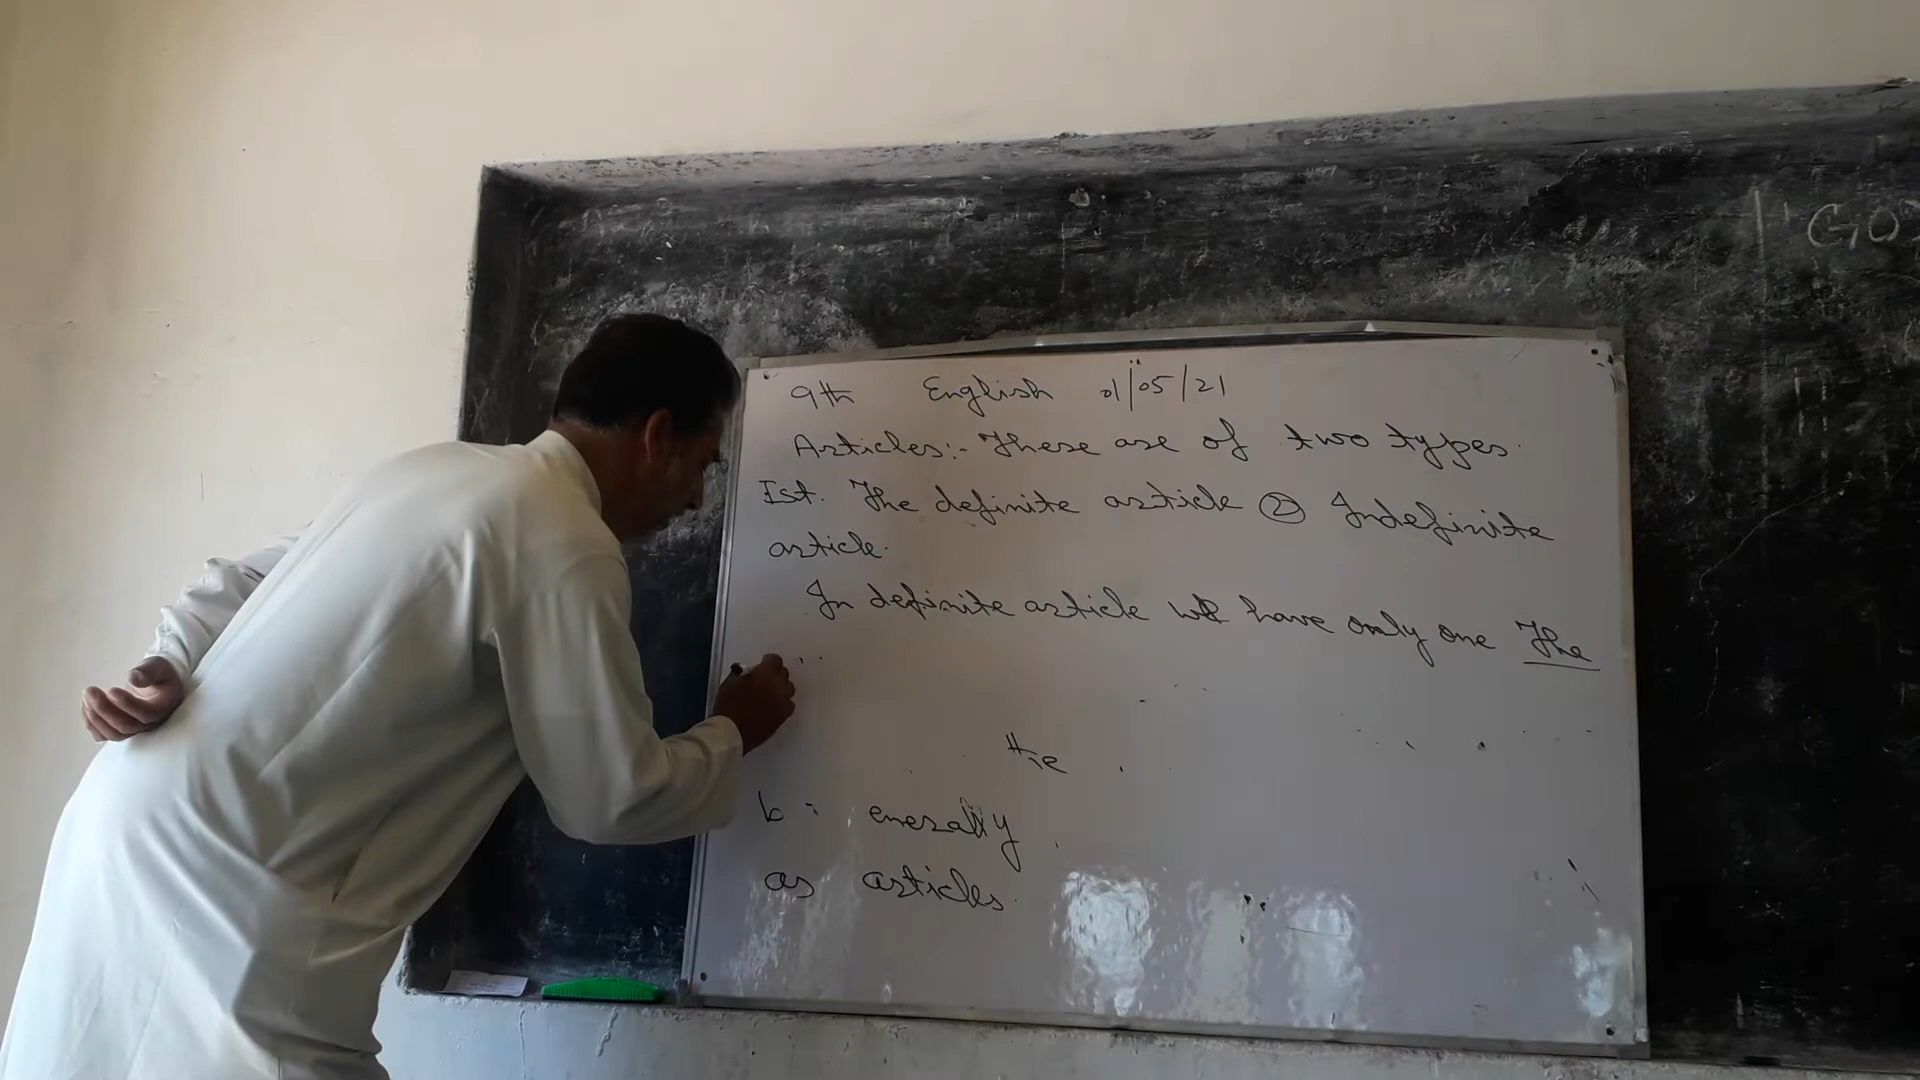 9th English 01/05/21
Articles:- These are of two types.
Ist. The definite article ② Indefinite
article.
In definite article we have only one The
the
b
as articles.